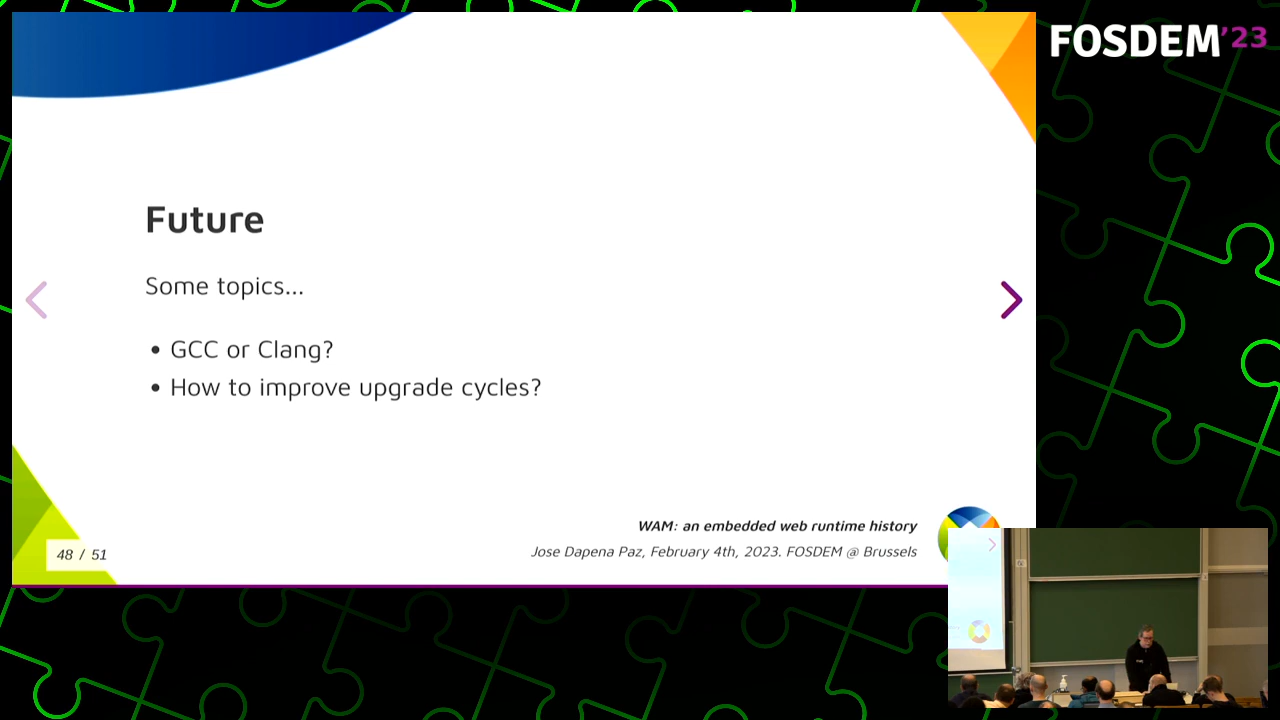 FOSDEM'23
Future
Some topics...
• GCC or Clang?
• How to improve upgrade cycles?
WAM: an embedded web runtime history
Jose Dapena Paz, February 4th, 2023. FOSDEM @ Brussels
48 / 51